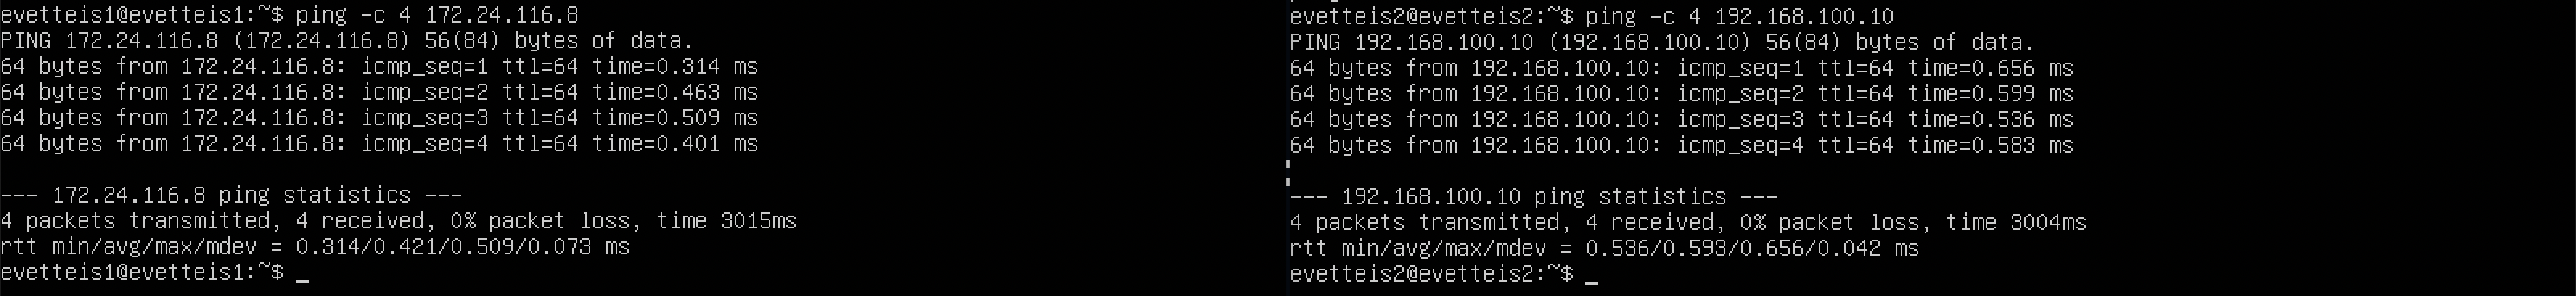 evetteis1@evetteis1:~$ ping -c 4 172.24.116.8
PING 172.24.116.8 (172.24.116.8) 56(84) bytes of data.
64 bytes from 172.24.116.8: icmp_seq=1 ttl=64 time=0.314 ms
64 bytes from 172.24.116.8: icmp_seq=2 ttl=64 time=0.463 ms
64 bytes from 172.24.116.8: icmp_seq=3 ttl=64 time=0.509 ms
64 bytes from 172.24.116.8: icmp_seq=4 ttl=64 time=0.401 ms
--- 172.24.116.8 ping statistics ---
4 packets transmitted, 4 received, 0% packet loss, time 3015ms
rtt min/avg/max/mdev = 0.314/0.421/0.509/0.073 ms
evetteis1@evetteis1:~$ _
evetteis2@evetteis2:~$ ping -c 4 192.168.100.10
PING 192.168.100.10 (192.168.100.10) 56(84) bytes of data.
64 bytes from 192.168.100.10: icmp_seq=1 ttl=64 time=0.656 ms
64 bytes from 192.168.100.10: icmp_seq=2 ttl=64 time=0.599 ms
64 bytes from 192.168.100.10: icmp_seq=3 ttl=64 time=0.536 ms
64 bytes from 192.168.100.10: icmp_seq=4 ttl=64 time=0.583 ms
--- 192.168.100.10 ping statistics ---
4 packets transmitted, 4 received, 0% packet loss, time 3004ms
rtt min/avg/max/mdev = 0.536/0.593/0.656/0.042 ms
evetteis2@evetteis2:~$ _